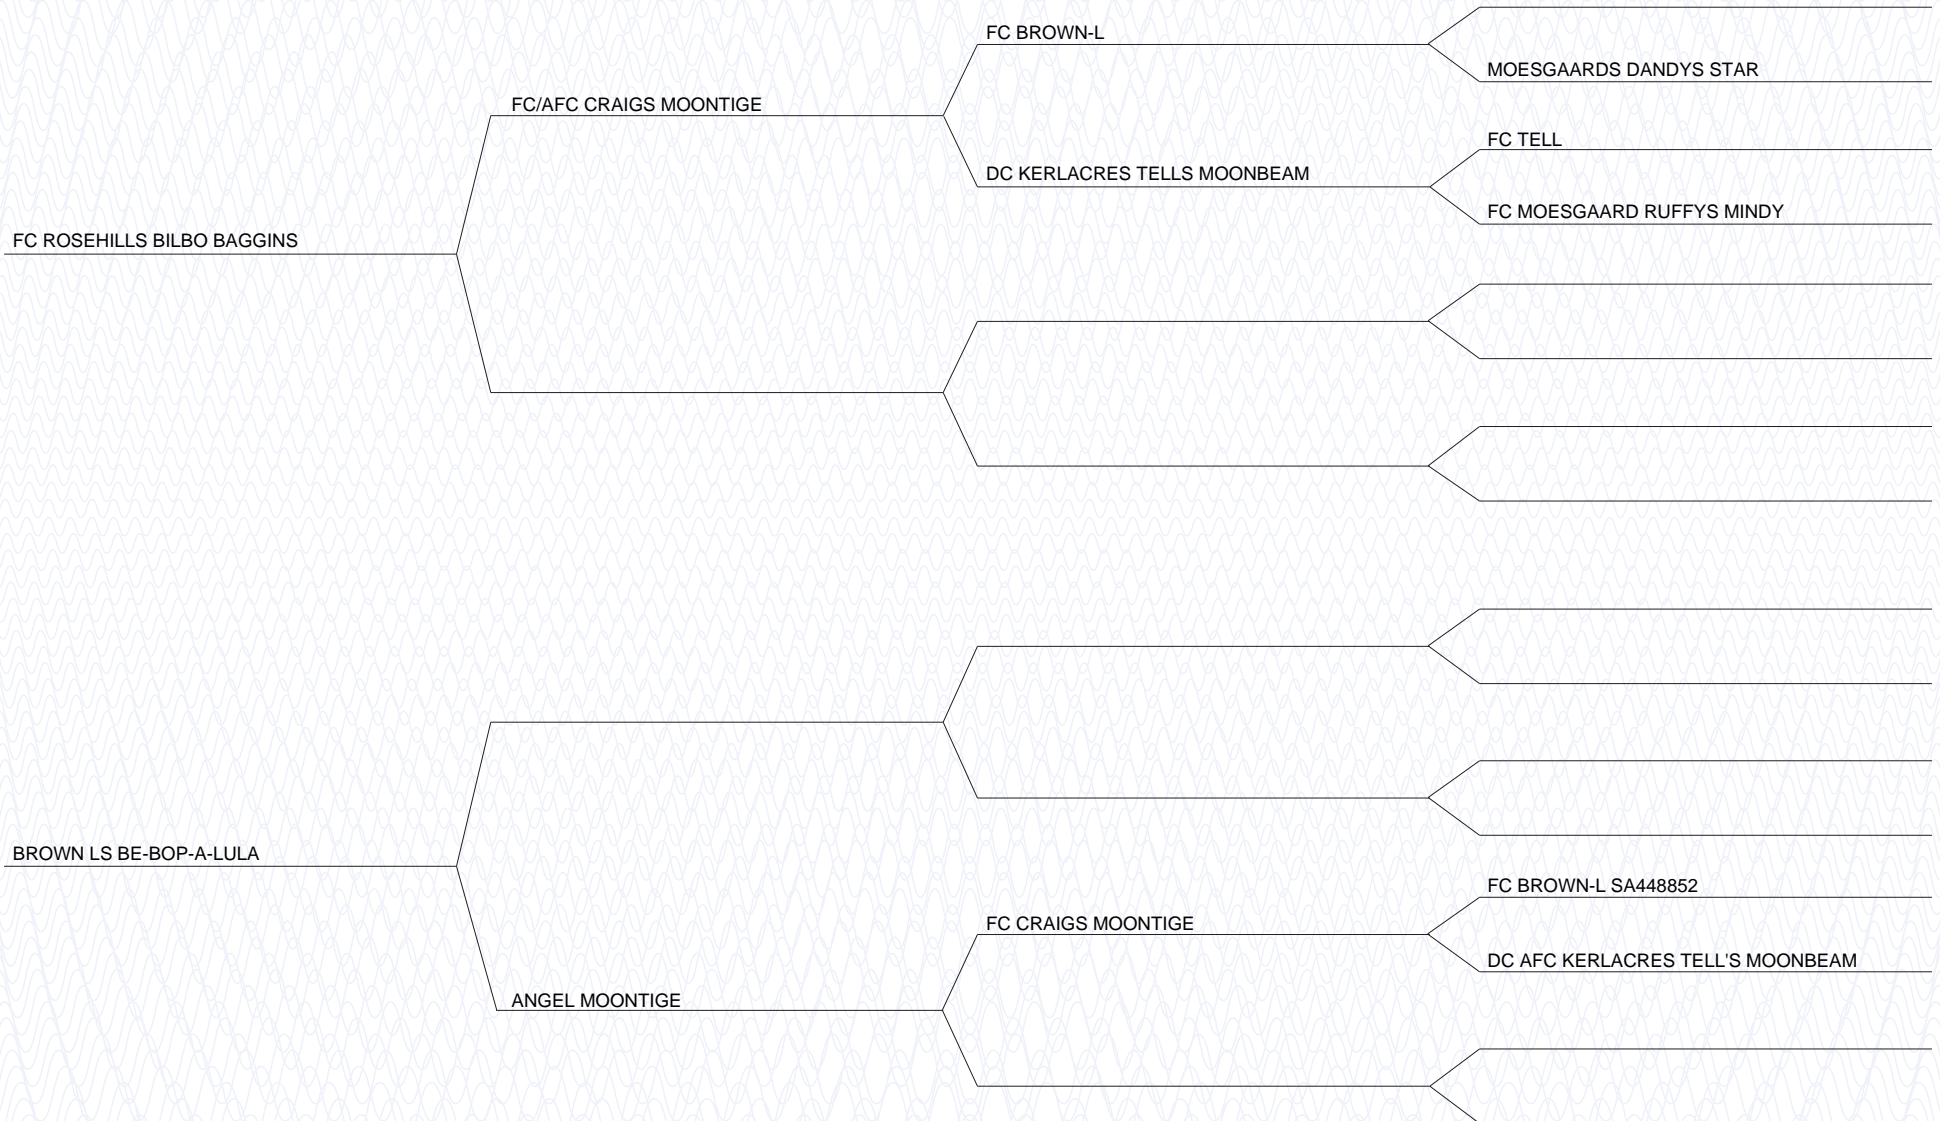 FC BROWN-L
MOESGAARDS DANDYS STAR
FC/AFC CRAIGS MOONTIGE
FC TELL
DC KERLACRES TELLS MOONBEAM
FC MOESGAARD RUFFYS MINDY
FC ROSEHILLS BILBO BAGGINS
BROWN LS BE-BOP-A-LULA
FC BROWN-L SA448852
FC CRAIGS MOONTIGE
DC AFC KERLACRES TELL'S MOONBEAM
ANGEL MOONTIGE